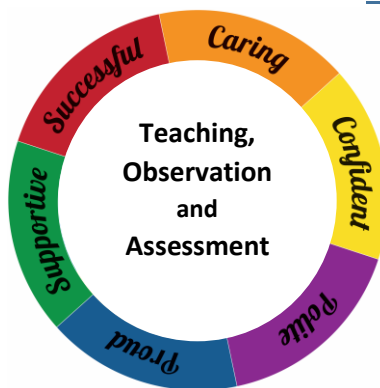 Successful
Caring
Confident
Polite
Proud
Supportive
Teaching,
Observation
and
Assessment